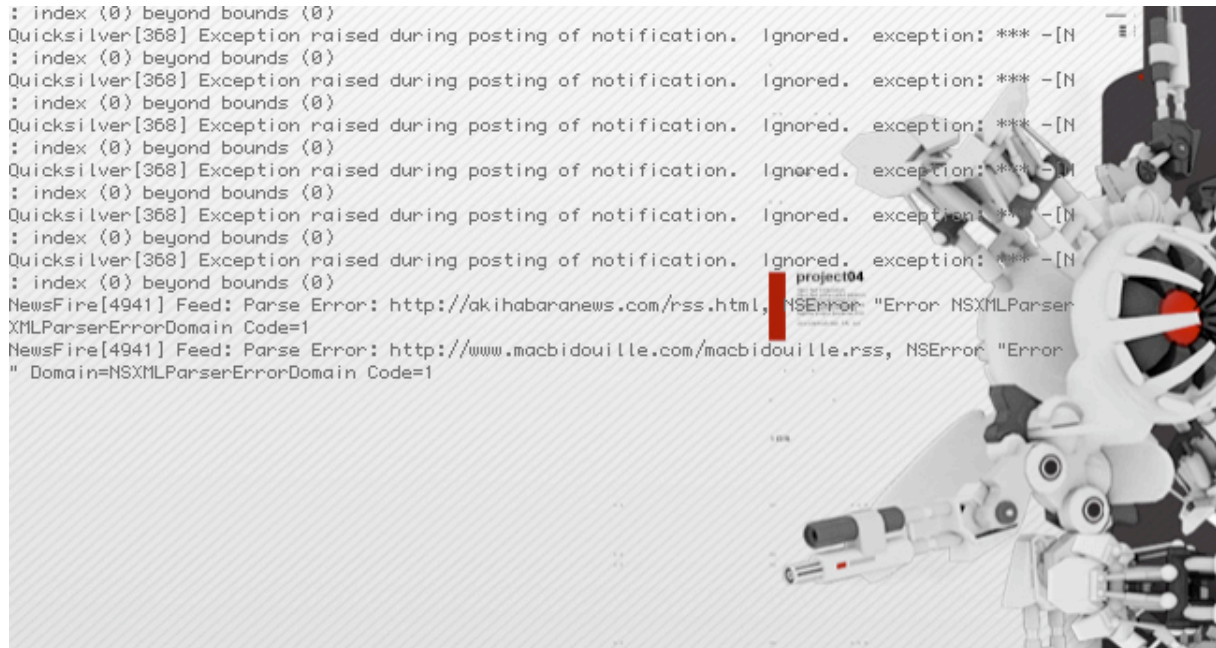 : index (0) beyond bounds (0)
Quicksilver[368] Exception raised during posting of notification.  Ignored.  exception: *** -[N
: index (0) beyond bounds (0)
Quicksilver[368] Exception raised during posting of notification.  Ignored.  exception: *** -[N
: index (0) beyond bounds (0)
Quicksilver[368] Exception raised during posting of notification.  Ignored.  exception: *** -[N
: index (0) beyond bounds (0)
Quicksilver[368] Exception raised during posting of notification.  Ignored.  exception: *** -[N
: index (0) beyond bounds (0)
Quicksilver[368] Exception raised during posting of notification.  Ignored.  exception: *** -[N
: index (0) beyond bounds (0)
Quicksilver[368] Exception raised during posting of notification.  Ignored.  exception: *** -[N
: index (0) beyond bounds (0)
project04
NewsFire[4941] Feed: Parse Error: http://akihabaranews.com/rss.html, NSError "Error NSXMLParser
XMLParserErrorDomain Code=1
NewsFire[4941] Feed: Parse Error: http://www.macbidouille.com/macbidouille.rss, NSError "Error
" Domain=NSXMLParserErrorDomain Code=1